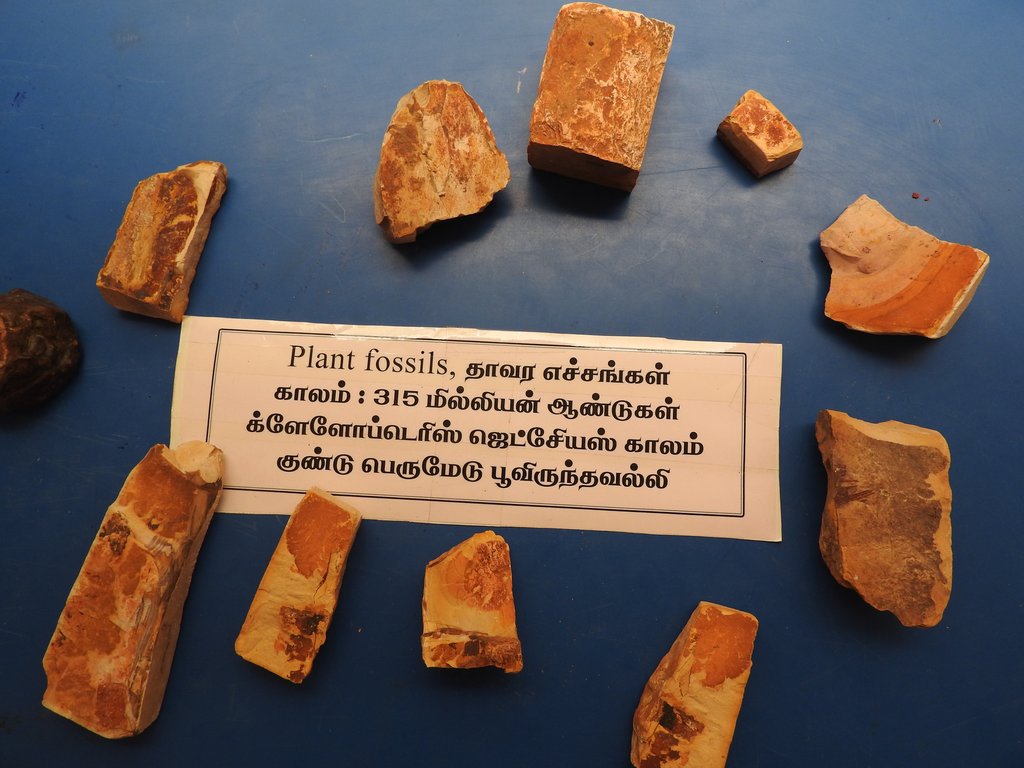 Plant fossils, தாவர எச்சங்கள்
காலம் : 315 மில்லியன் ஆண்டுகள்
க்ளேளோப்டெரிஸ் ஜெட்சேியஸ் காலம்
குண்டு பெருமேடு பூவிருந்தவல்லி